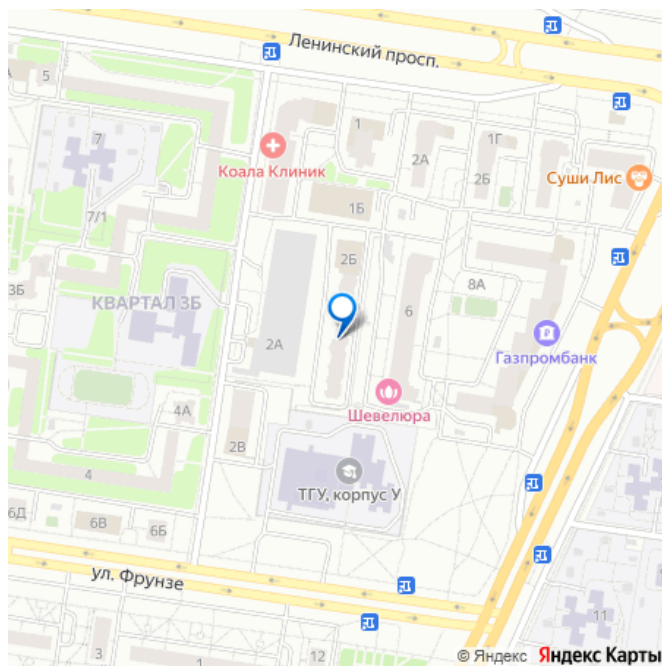 Ленинский просп.
5
7
1
1Г
Коала Клиник
2А
2Б
Суши Лис
7/1
1Б
2Б
8А
3Б
КВАРТАЛ 3Б
6
2А
Газпромбанк
4А
Шевелюра
2В
4
ТГУ, корпус У
6Д
6В
6Б
ул. Фрунзе
11
3
1
12
© Яндекс Яндекс Карты